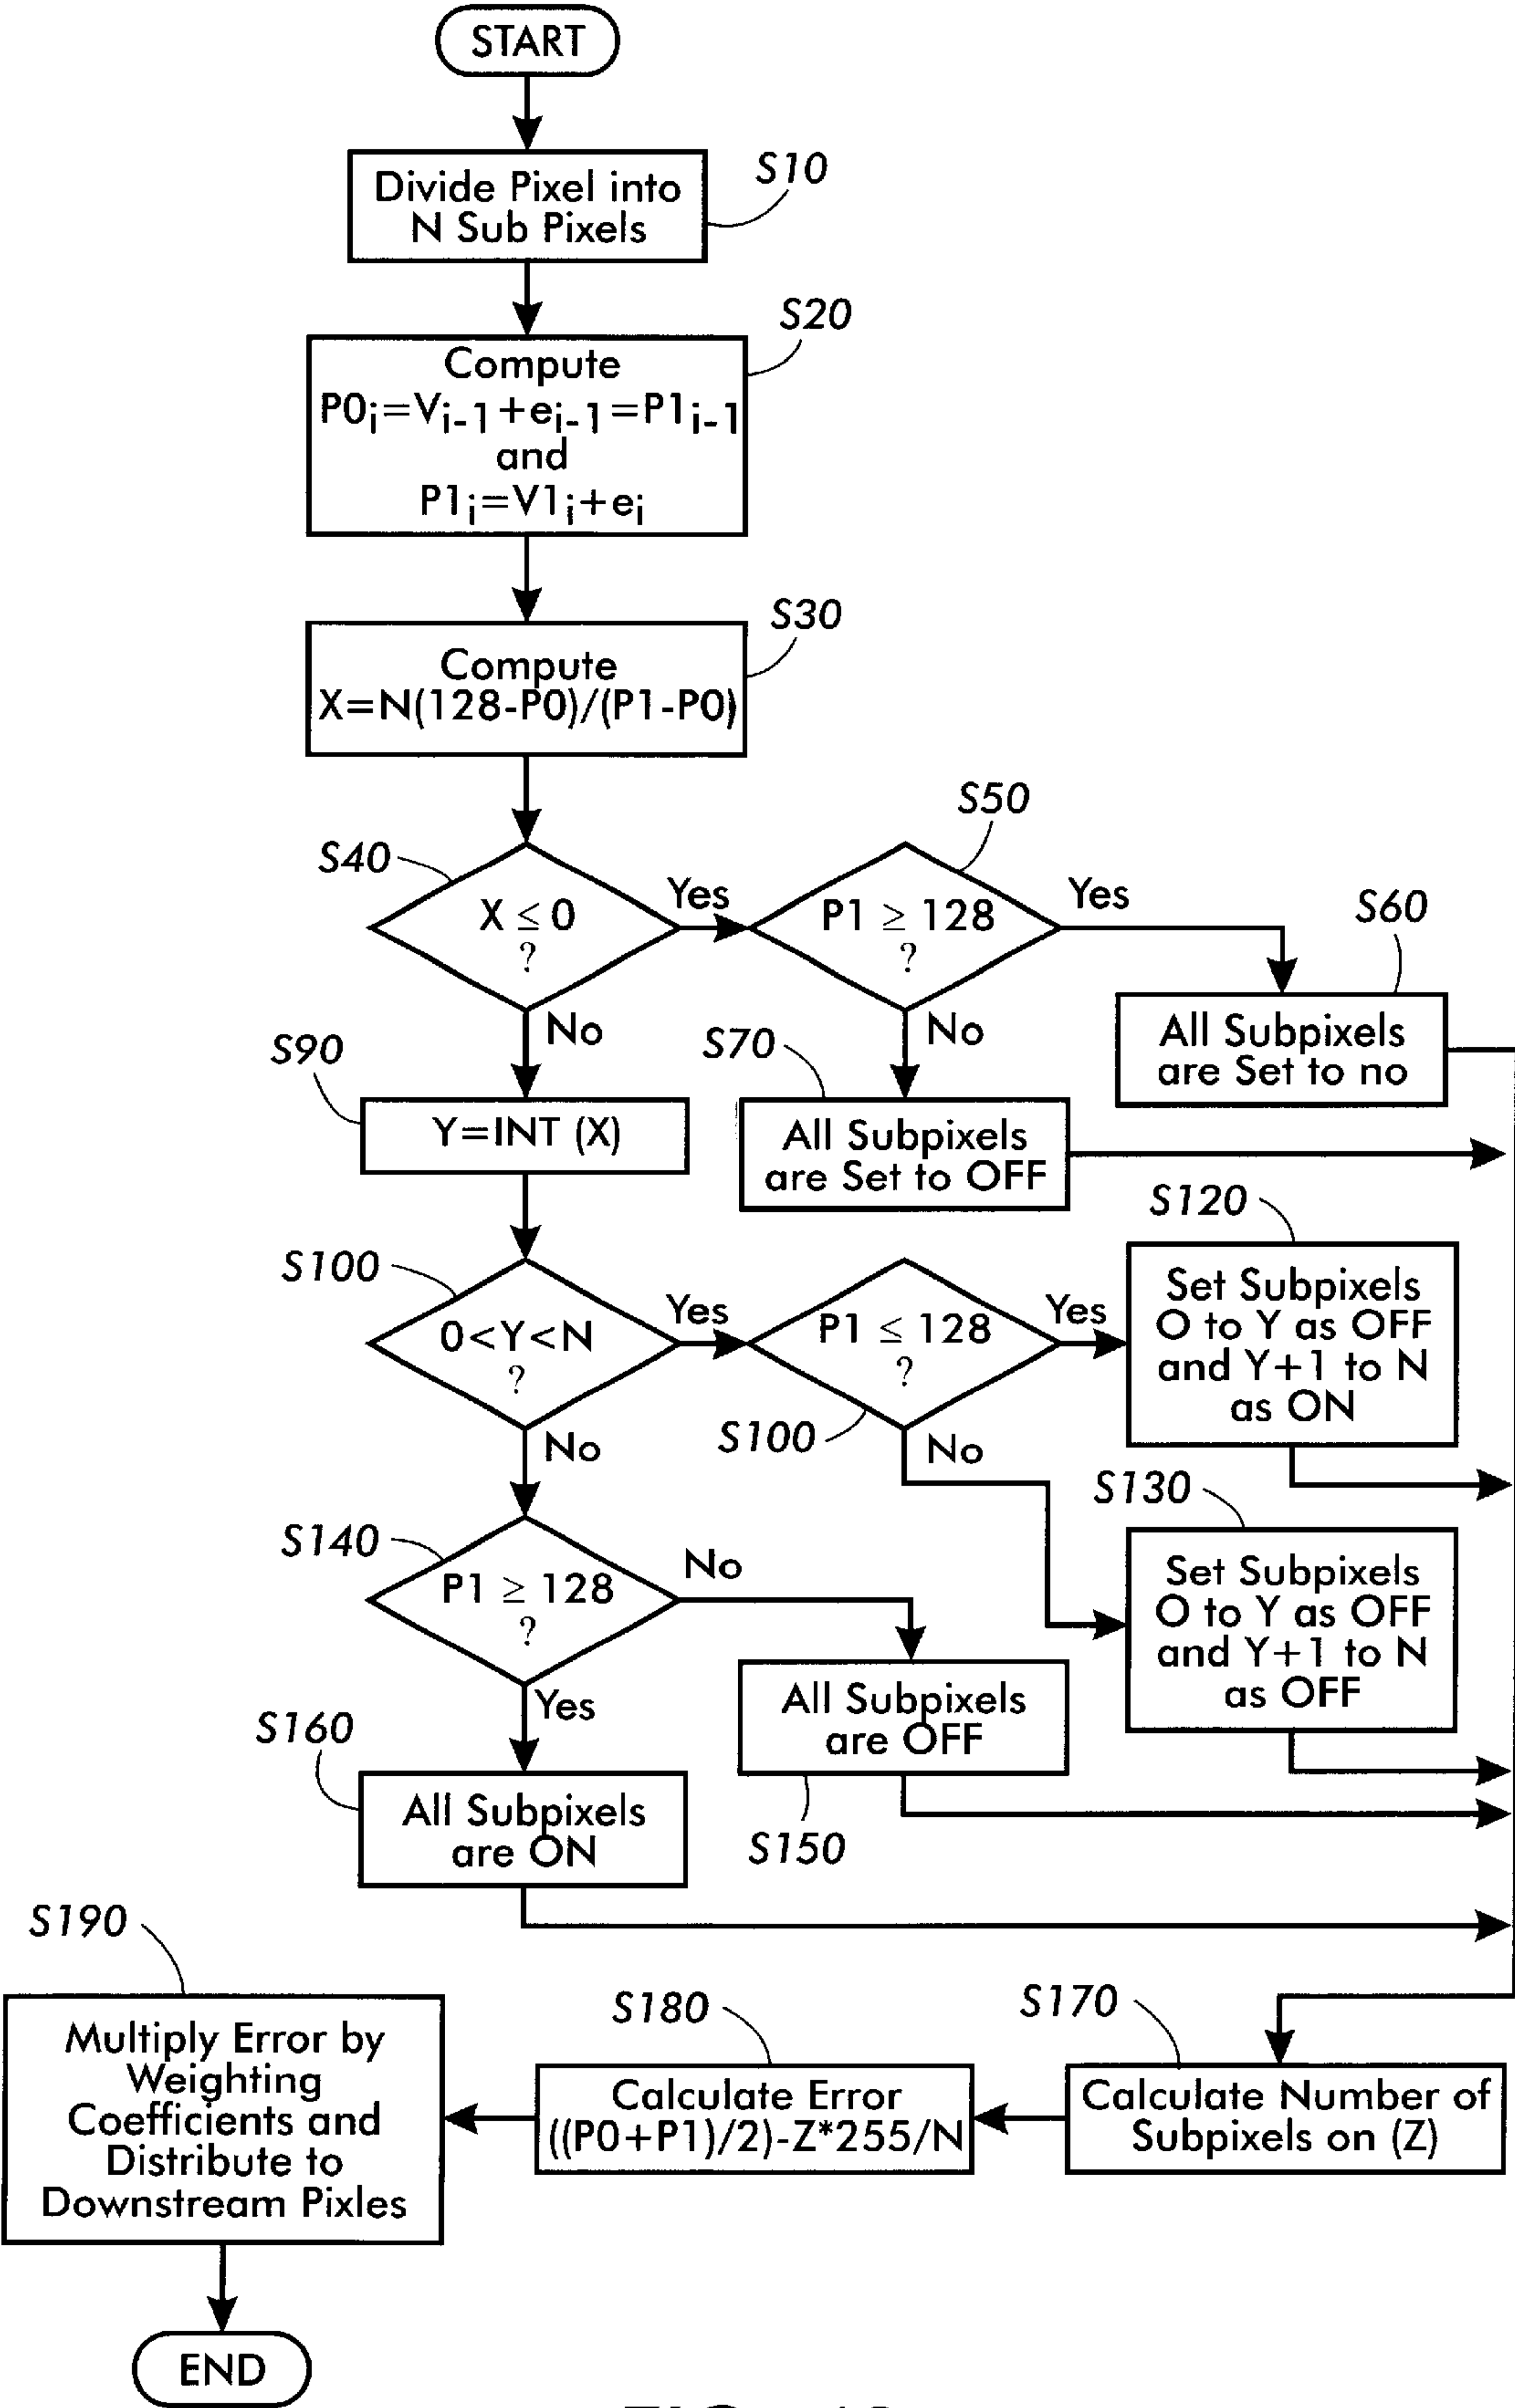 START
Divide Pixel into
N Sub Pixels
S10
S20
Compute
P0i=Vi-1+ei-1=P1i-1
and
P1i=V1i+ei
S30
Compute
X=N(128-P0)/(P1-P0)
S40
X ≤ 0
?
Yes
No
S50
P1 ≥ 128
?
Yes
No
S60
All Subpixels
are Set to no
S70
All Subpixels
are Set to OFF
S90
Y=INT (X)
S100
0<Y<N
?
Yes
No
P1 ≤ 128
?
Yes
S100
No
S120
Set Subpixels
O to Y as OFF
and Y+1 to N
as ON
S130
Set Subpixels
O to Y as OFF
and Y+1 to N
as OFF
S140
P1 ≥ 128
?
No
Yes
All Subpixels
are OFF
S150
S160
All Subpixels
are ON
S170
Calculate Number of
Subpixels on (Z)
S180
Calculate Error
((P0+P1)/2)-Z*255/N
S190
Multiply Error by
Weighting
Coefficients and
Distribute to
Downstream Pixles
END